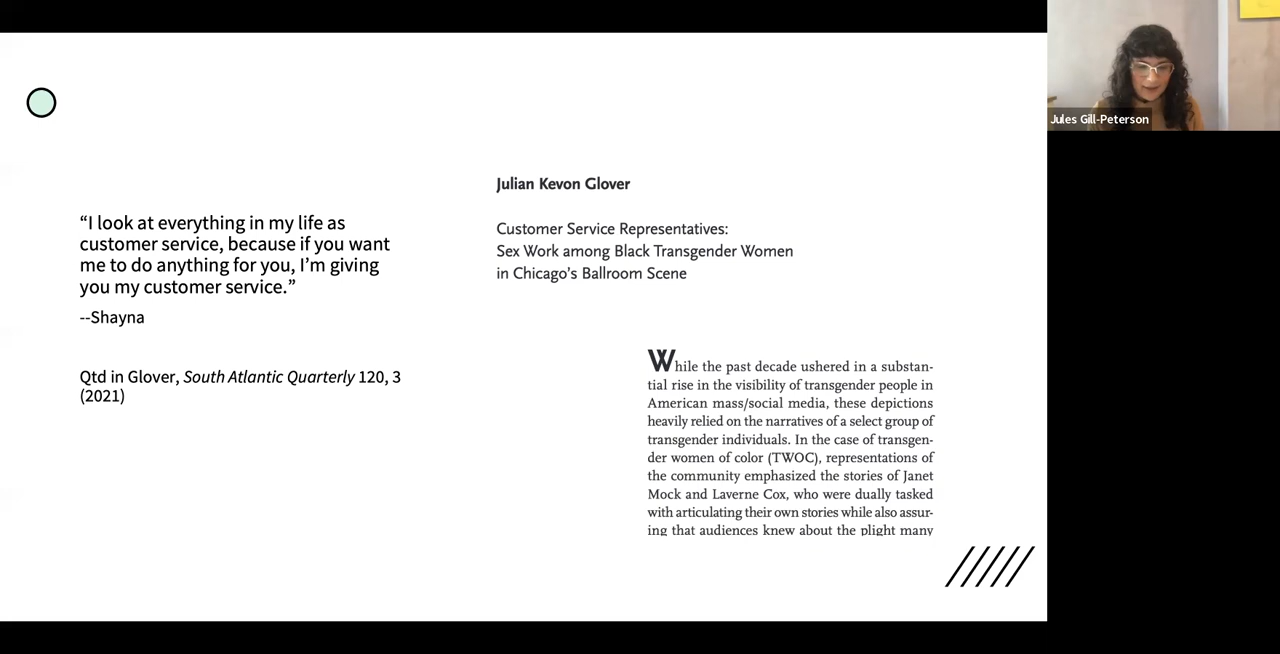 “I look at everything in my life as
customer service, because if you want
me to do anything for you, I’m giving
you my customer service.”
--Shayna
Qtd in Glover, South Atlantic Quarterly 120, 3
(2021)
Julian Kevon Glover
Customer Service Representatives:
Sex Work among Black Transgender Women
in Chicago’s Ballroom Scene
While the past decade ushered in a substan-
tial rise in the visibility of transgender people in
American mass/social media, these depictions
heavily relied on the narratives of a select group of
transgender individuals. In the case of transgen-
der women of color (TWOC), representations of
the community emphasized the stories of Janet
Mock and Laverne Cox, who were dually tasked
with articulating their own stories while also assur-
ing that audiences knew about the plight many
Jules Gill-Peterson